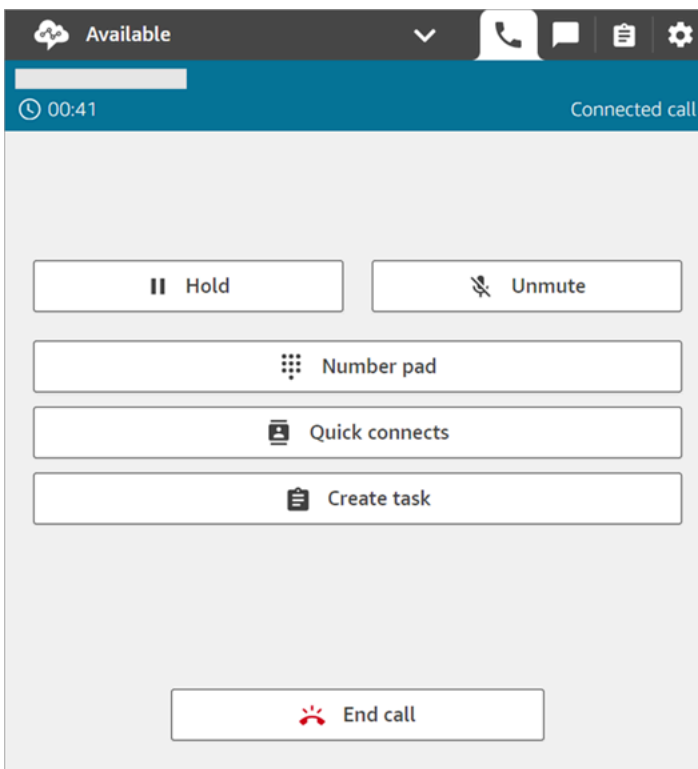 Available
00:41 Connected call
Hold Unmute
Number pad
Quick connects
Create task
End call